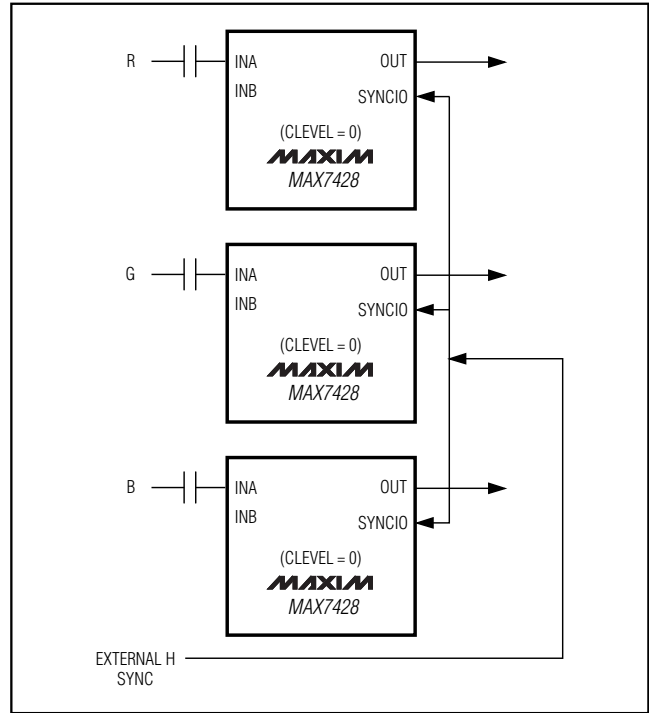 R
INA
OUT
INB
SYNCIO
(CLEVEL = 0)
MAXIM
MAX7428
G
INA
OUT
INB
SYNCIO
(CLEVEL = 0)
MAXIM
MAX7428
B
INA
OUT
INB
SYNCIO
(CLEVEL = 0)
MAXIM
MAX7428
EXTERNAL H
SYNC